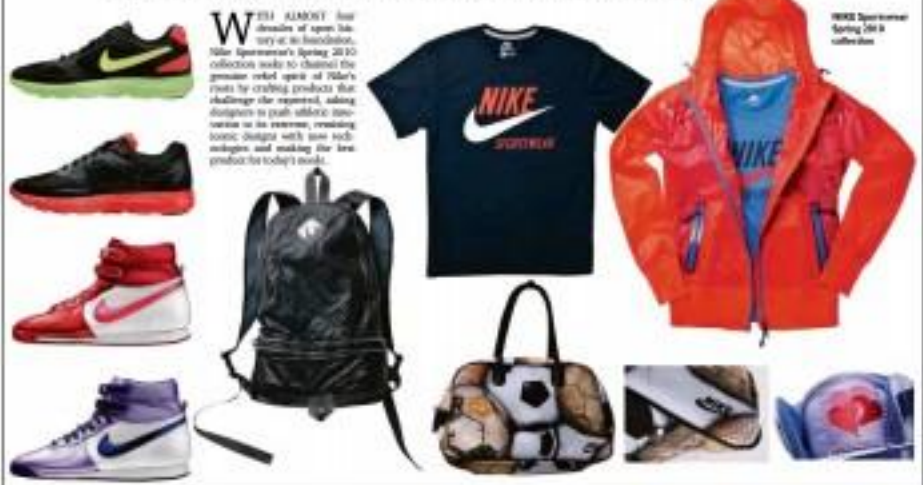 WITH ALMOST four
decades of sport his-
tory at its foundation,
Nike Sportswear's Spring 2010
collection seeks to channel the
genuine rebel spirit of Nike's
roots by crafting products that
challenge the expected, asking
designers to push athletic inno-
vation to its extreme, remixing
iconic designs with new tech-
nologies and making the best
product for today's needs.
NIKE
SPORTSWEAR
NIKE
NIKE Sportswear
Spring 2010
collection
NIKE